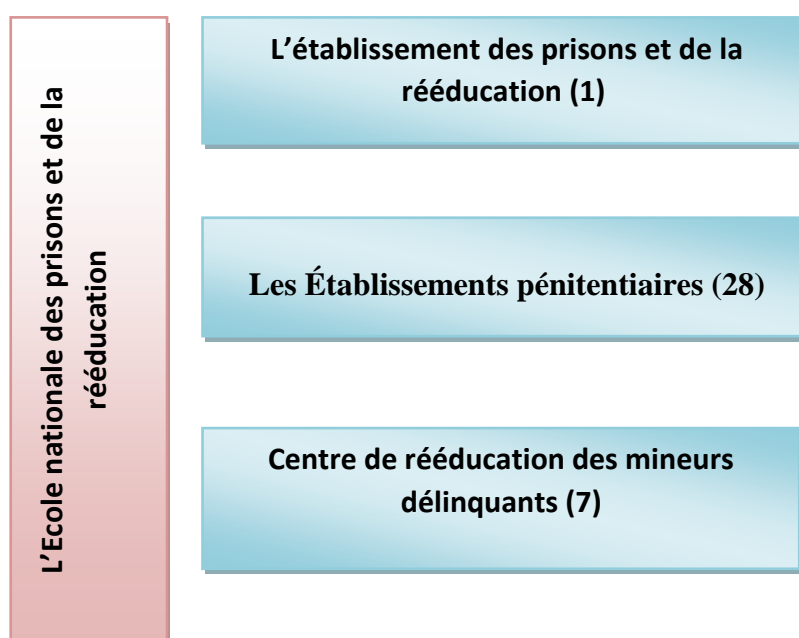 L'Ecole nationale des prisons et de la
rééducation
L'établissement des prisons et de la
rééducation (1)
Les Établissements pénitentiaires (28)
Centre de rééducation des mineurs
délinquants (7)